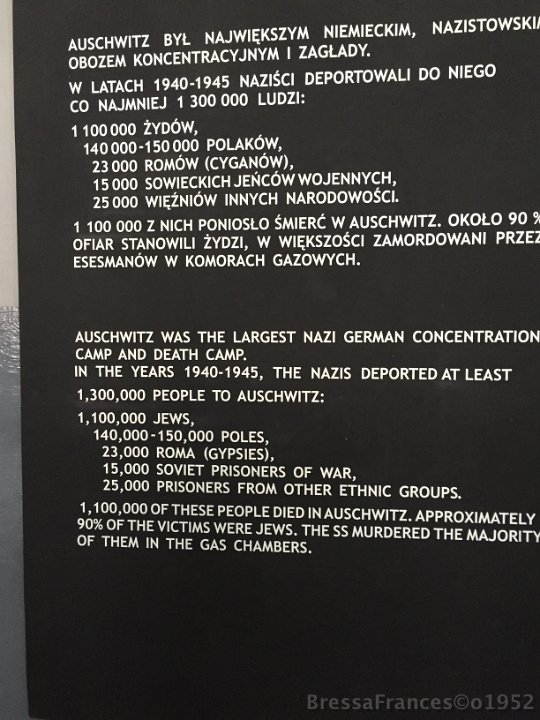 AUSCHWITZ BYŁ NAJWIĘKSZYM NIEMIECKIM, NAZISTOWSKIM
OBOZEM KONCENTRACYJNYM I ZAGŁADY.
W LATACH 1940-1945 NAZIŚCI DEPORTOWALI DO NIEGO
CO NAJMNIEJ 1 300 000 LUDZI:
1 100 000 ŻYDÓW,
140 000-150 000 POLAKÓW,
23 000 ROMÓW (CYGANÓW),
15 000 SOWIECKICH JEŃCÓW WOJENNYCH,
25 000 WIĘŹNIÓW INNYCH NARODOWOŚCI.
1 100 000 Z NICH PONIOSŁO ŚMIERĆ W AUSCHWITZ. OKOŁO 90 %
OFIAR STANOWILI ŻYDZI, W WIĘKSZOŚCI ZAMORDOWANI PRZEZ
ESESMANÓW W KOMORACH GAZOWYCH.
AUSCHWITZ WAS THE LARGEST NAZI GERMAN CONCENTRATION
CAMP AND DEATH CAMP.
IN THE YEARS 1940-1945, THE NAZIS DEPORTED AT LEAST
1,300,000 PEOPLE TO AUSCHWITZ:
1,100,000 JEWS,
140,000-150,000 POLES,
23,000 ROMA (GYPSIES),
15,000 SOVIET PRISONERS OF WAR,
25,000 PRISONERS FROM OTHER ETHNIC GROUPS.
1,100,000 OF THESE PEOPLE DIED IN AUSCHWITZ. APPROXIMATELY
90% OF THE VICTIMS WERE JEWS. THE SS MURDERED THE MAJORITY
OF THEM IN THE GAS CHAMBERS.
BressaFrances©o1952